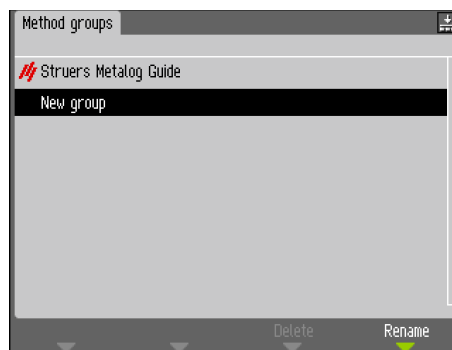 Method groups
Struers Metalog Guide
New group
Delete Rename